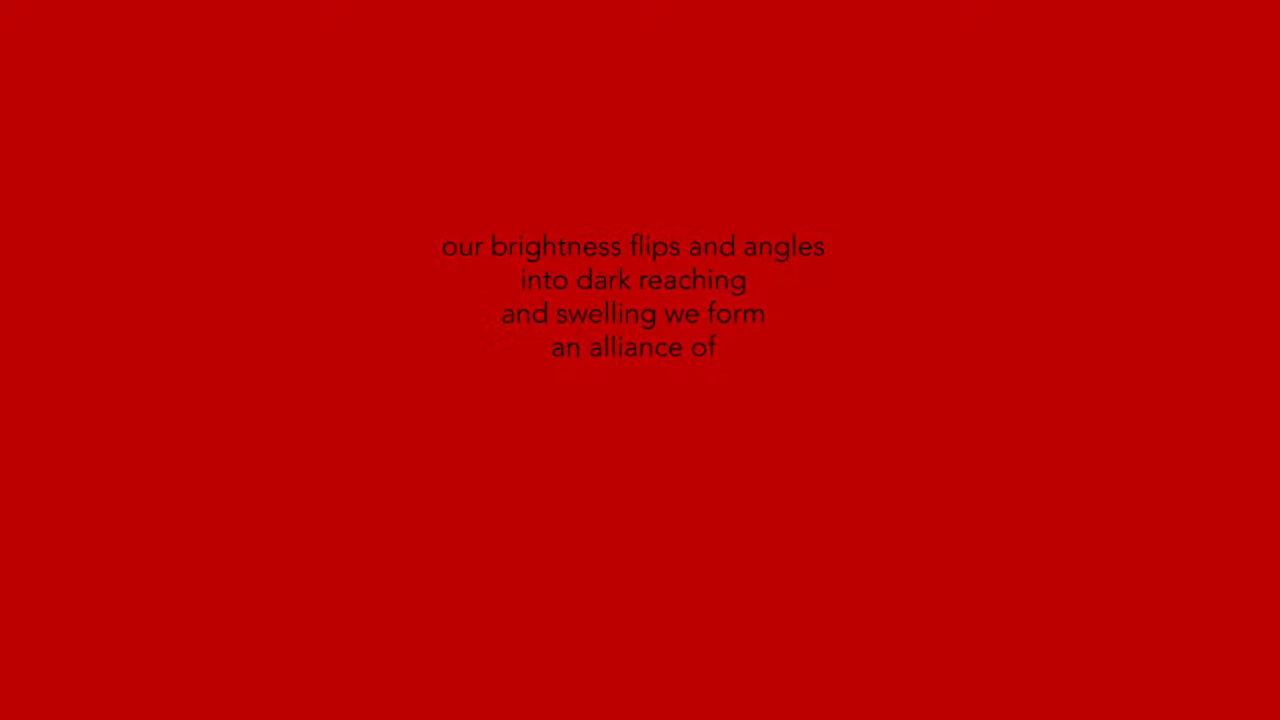 our brightness flips and angles
into dark reaching
and swelling we form
an alliance of